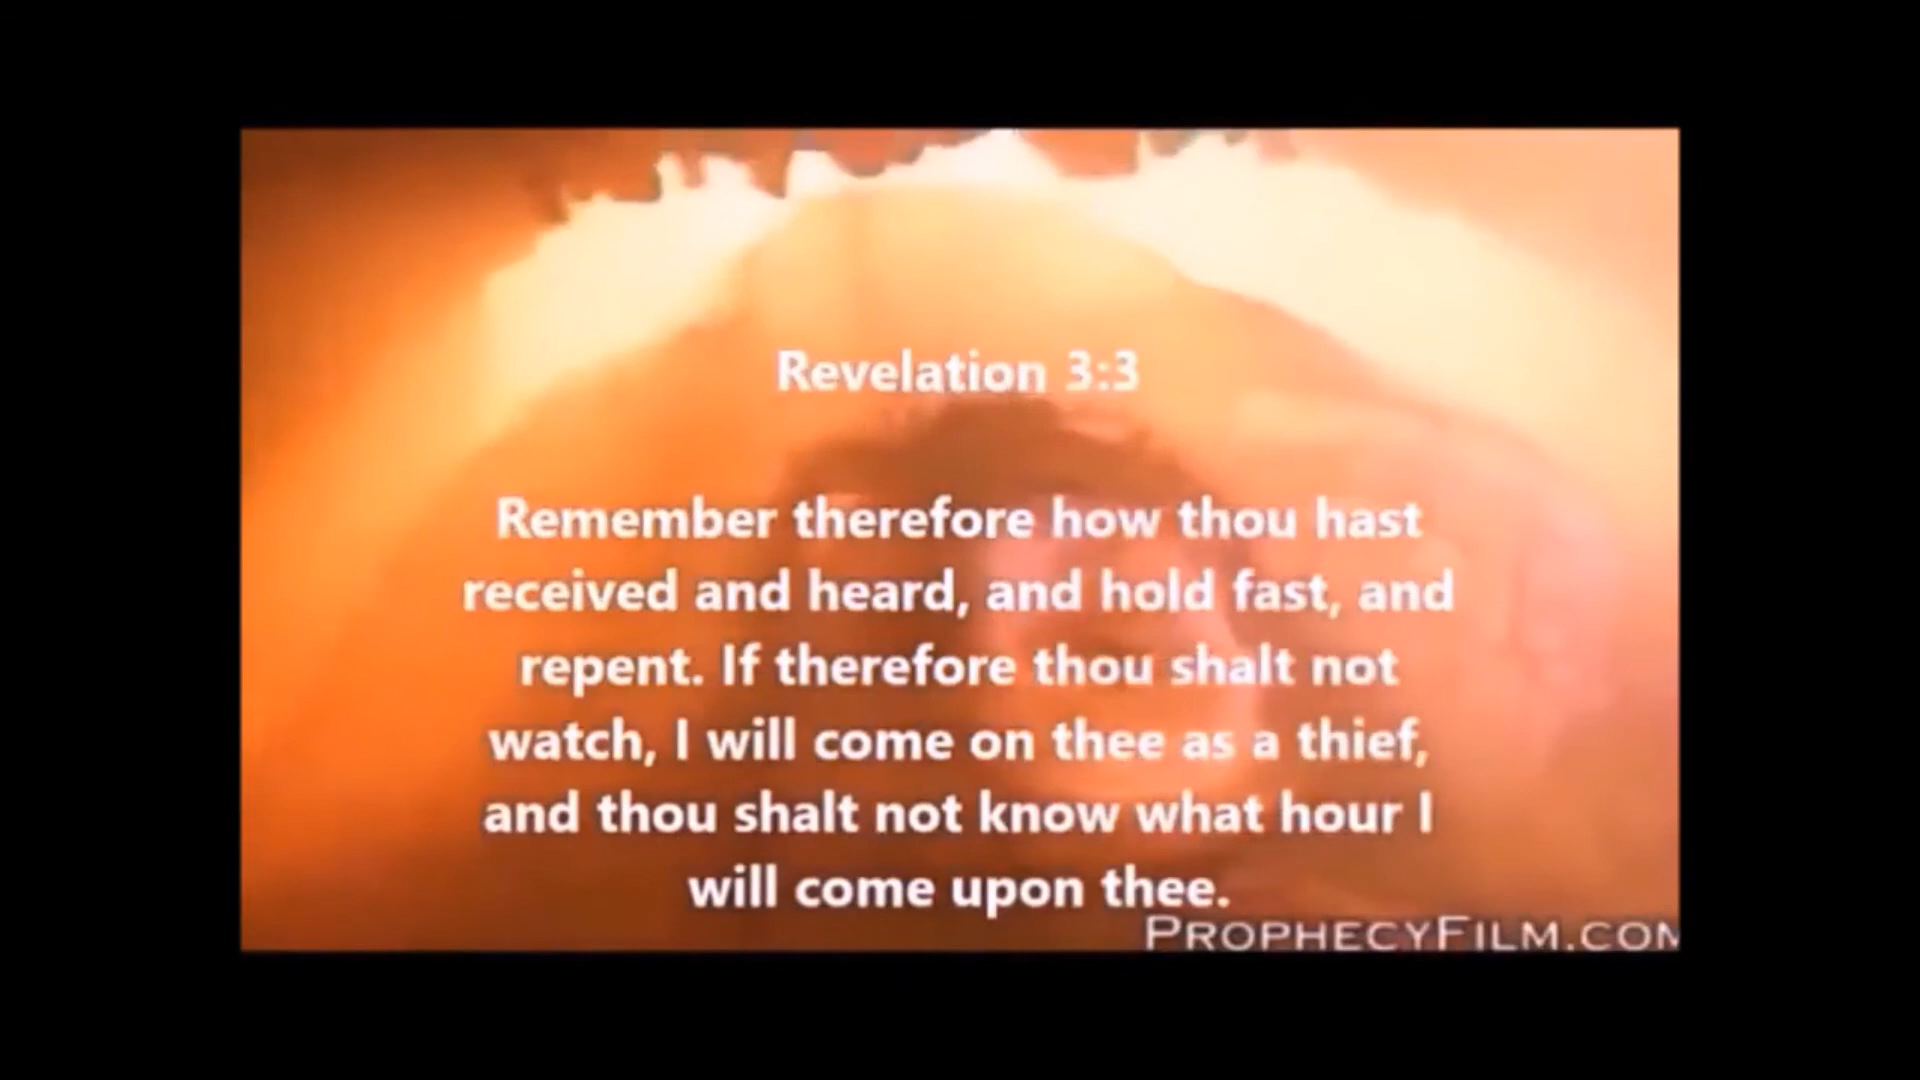 Revelation 3:3
Remember therefore how thou hast
received and heard, and hold fast, and
repent. If therefore thou shalt not
watch, I will come on thee as a thief,
and thou shalt not know what hour I
will come upon thee.
PROPHECYFILM.COM